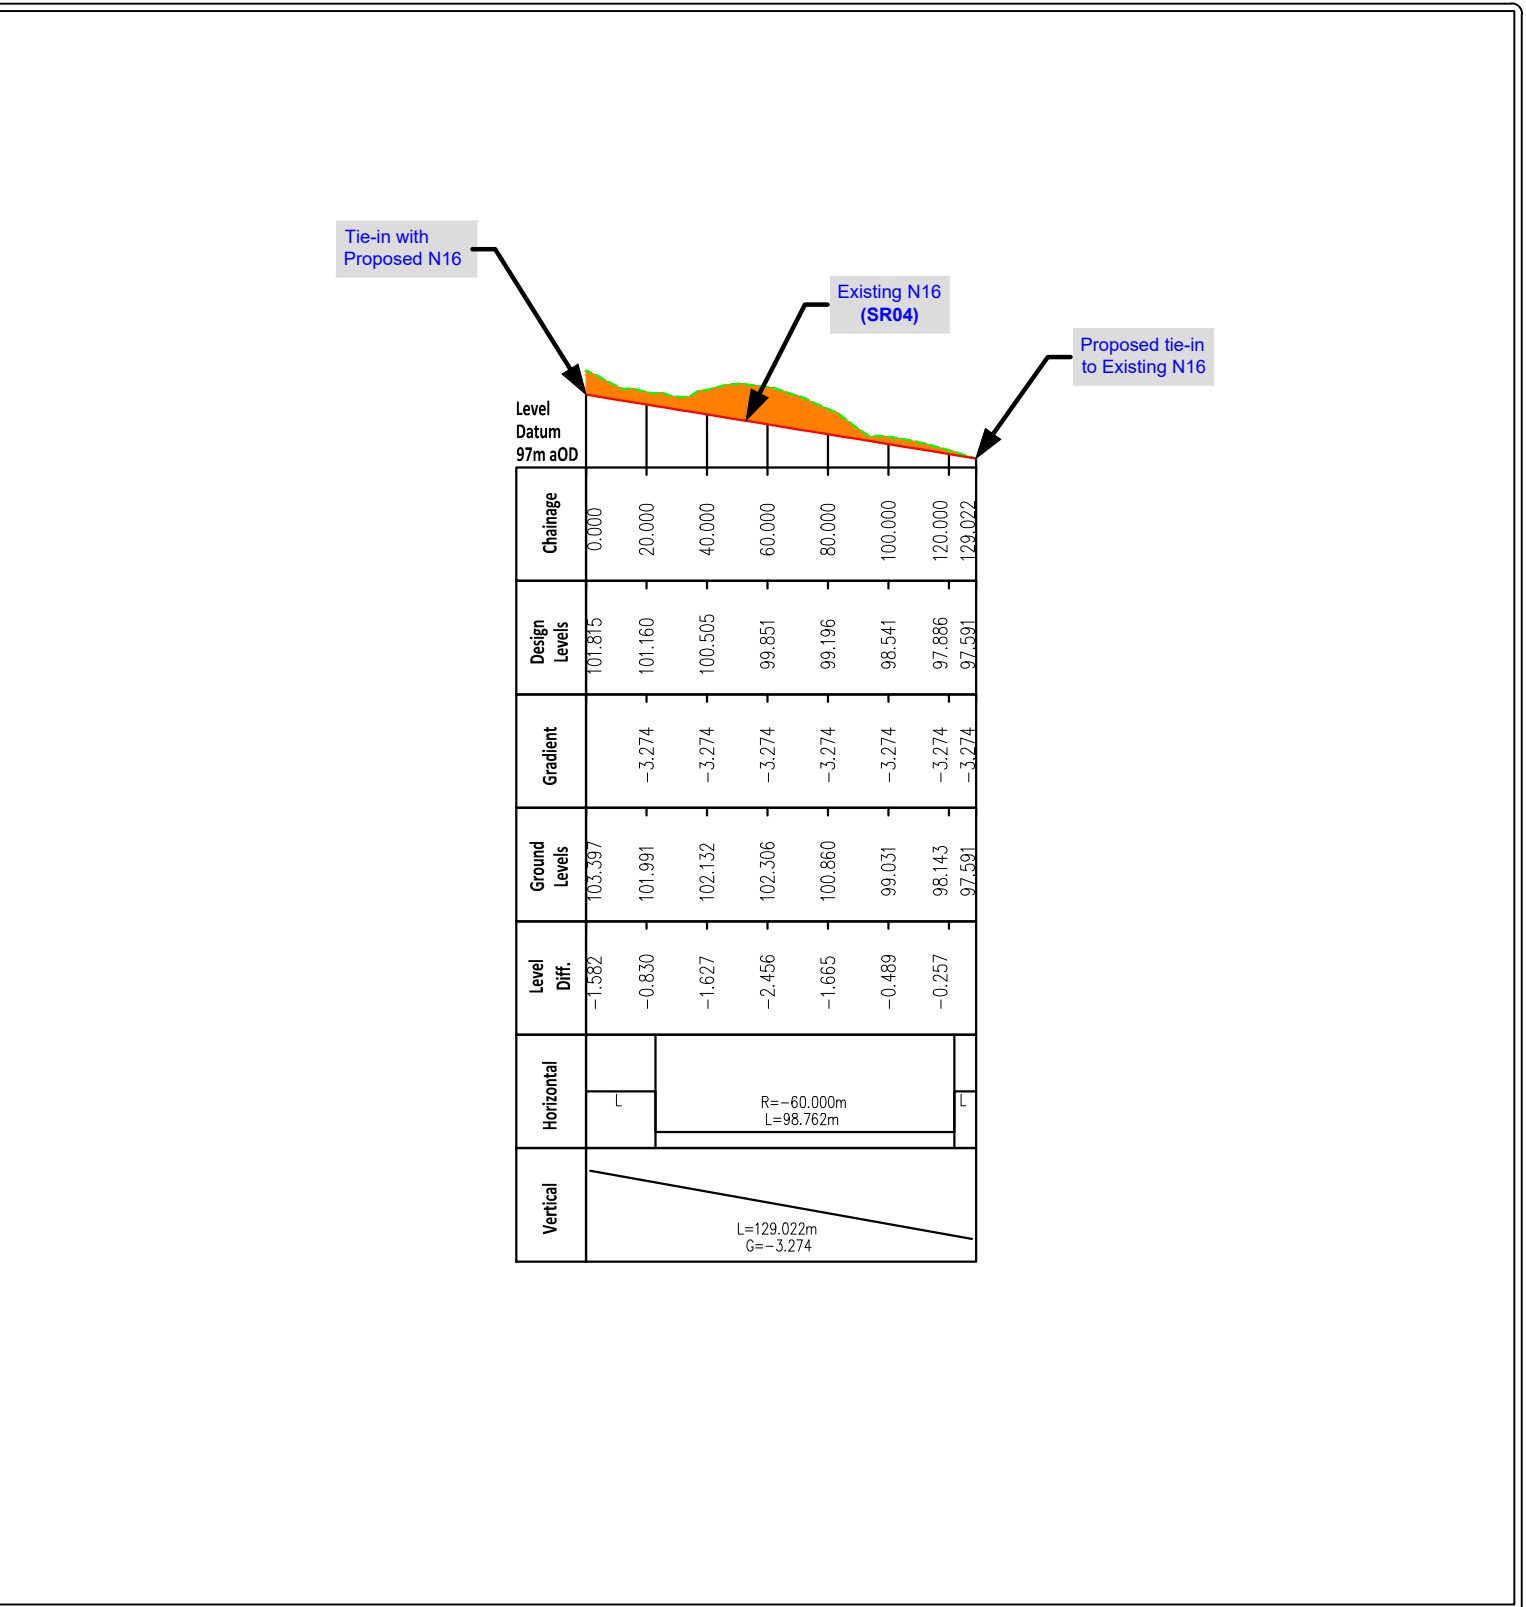 Tie-in with
Proposed N16
Existing N16
(SR04)
Proposed tie-in
to Existing N16
Level
Datum
97m aOD
Chainage
0.000
20.000
40.000
60.000
80.000
100.000
120.000
129.022
Design
Levels
101.815
101.160
100.505
99.851
99.196
98.541
97.886
97.591
Gradient
-3.274
-3.274
-3.274
-3.274
-3.274
-3.274
-3.274
Ground
Levels
103.397
101.991
102.132
102.306
100.860
99.031
98.143
97.591
Level
Diff.
-1.582
-0.830
-1.627
-2.456
-1.665
-0.489
-0.257
Horizontal
L
R=-60.000m
L=98.762m
L
Vertical
L=129.022m
G=-3.274